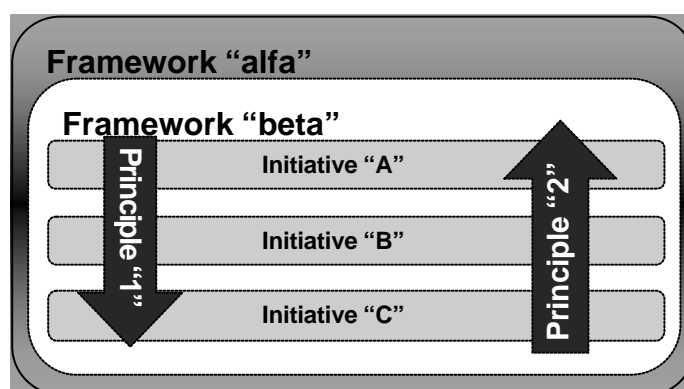 Framework “alfa”
Framework “beta”
Initiative “A”
Initiative “B”
Initiative “C”
Principle “1”
Principle “2”